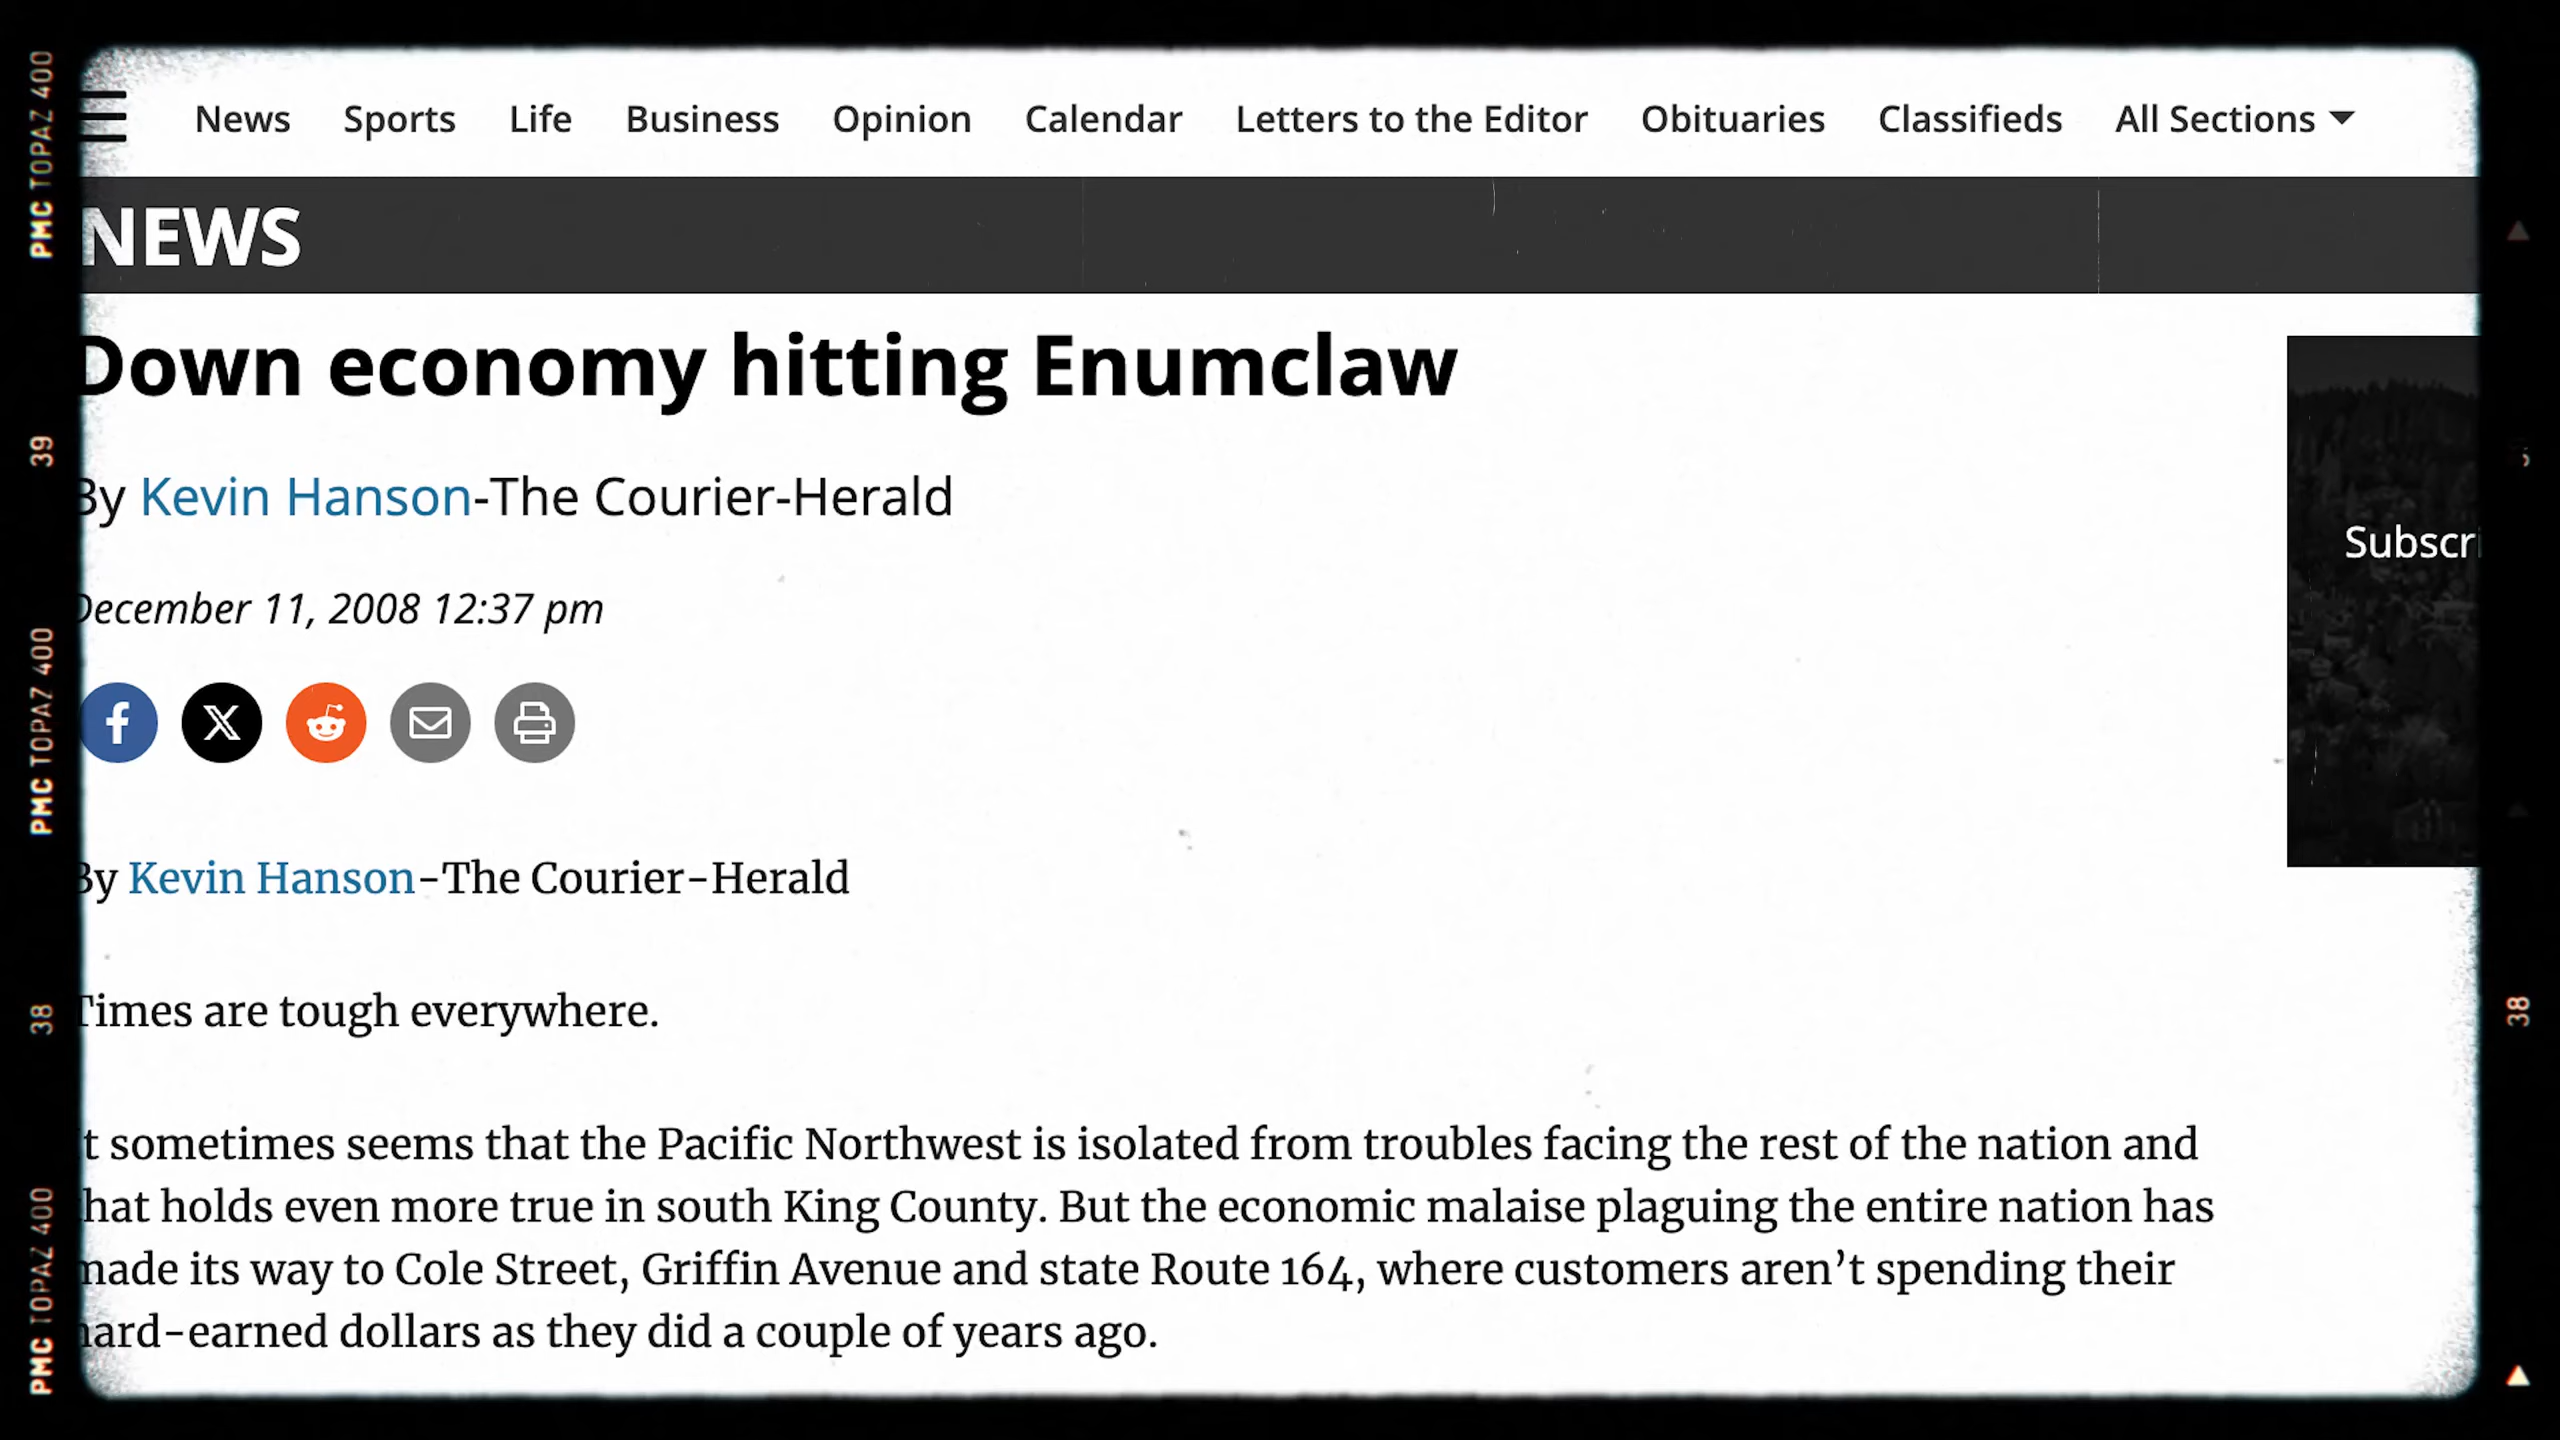 News Sports Life Business Opinion Calendar Letters to the Editor Obituaries Classifieds All Sections
NEWS
Down economy hitting Enumclaw
By Kevin Hanson-The Courier-Herald
December 11, 2008 12:37 pm
Subscri
By Kevin Hanson-The Courier-Herald
Times are tough everywhere.
It sometimes seems that the Pacific Northwest is isolated from troubles facing the rest of the nation and
that holds even more true in south King County. But the economic malaise plaguing the entire nation has
made its way to Cole Street, Griffin Avenue and state Route 164, where customers aren’t spending their
hard-earned dollars as they did a couple of years ago.
PMC TOPAZ 400
39
PMC TOPAZ 400
38
PMC TOPAZ 400
38